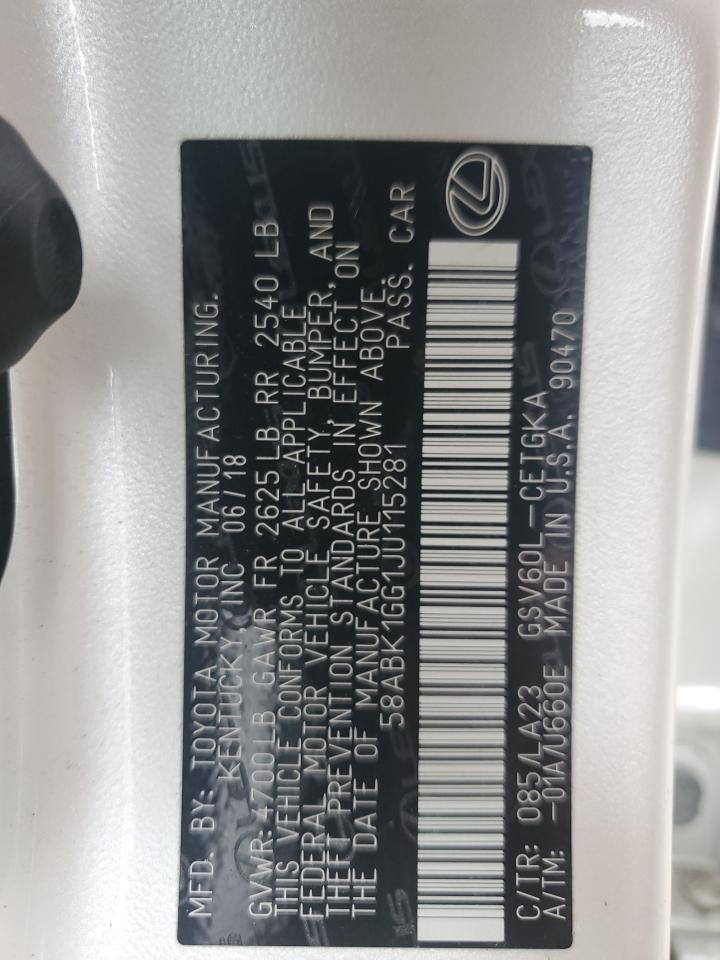 MFD. BY: TOYOTA MOTOR MANUFACTURING.
KENTUCKY, INC 06/18
GVWR: 4700LB GAWR FR 2625LB RR 2540 LB
THIS VEHICLE CONFORMS TO ALL APPLICABLE
FEDERAL MOTOR VEHICLE SAFETY, BUMPER, AND
THEFT PREVENTION STANDARDS IN EFFECT ON
THE DATE OF MANUFACTURE SHOWN ABOVE.
58ABK1GG1JU115281 PASS. CAR
C/TR: 085/LA23 GSV60L-CETGKA
A/TM: -01A/U660E MADE IN U.S.A. 90470